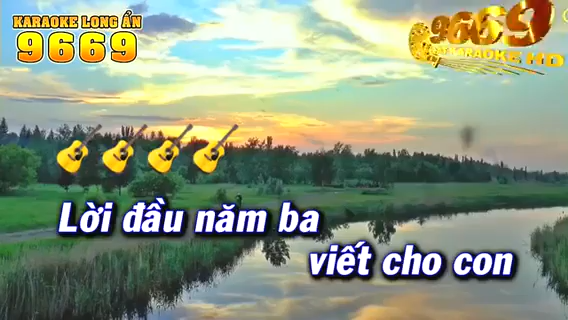 KARAOKE LONG ẨN
9669
9669
KARAOKE HD
Lời đầu năm ba
viết cho con